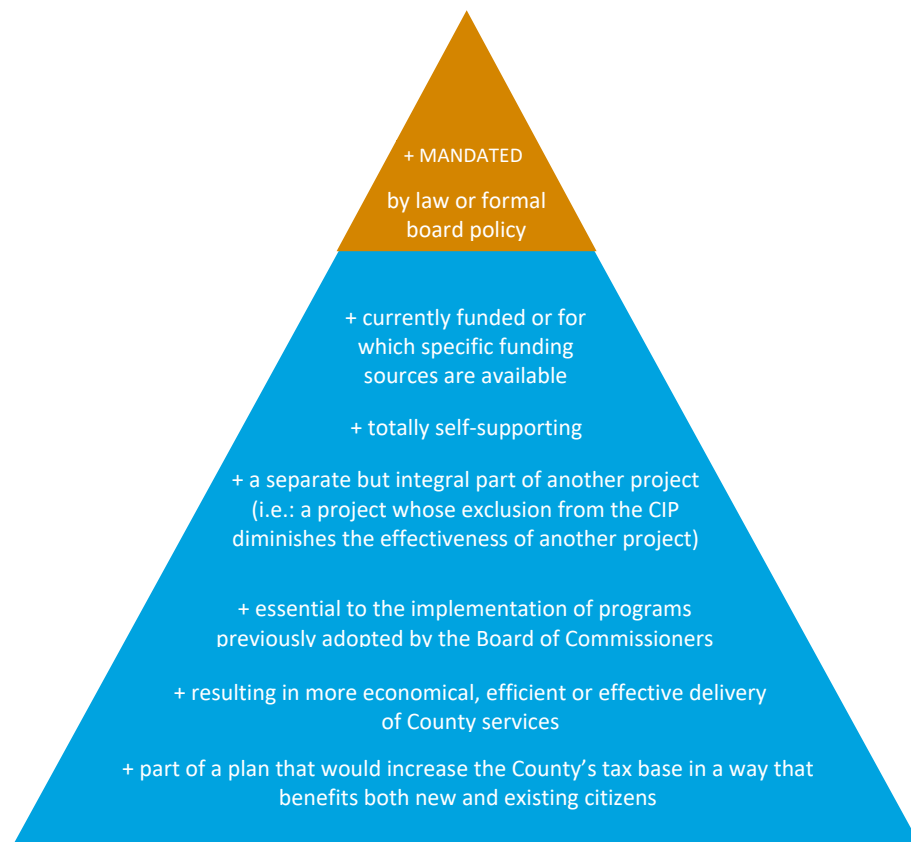 + MANDATED
by law or formal
board policy
+ currently funded or for
which specific funding
sources are available
+ totally self-supporting
+ a separate but integral part of another project
(i.e.: a project whose exclusion from the CIP
diminishes the effectiveness of another project)
+ essential to the implementation of programs
previously adopted by the Board of Commissioners
+ resulting in more economical, efficient or effective delivery
of County services
+ part of a plan that would increase the County’s tax base in a way that
benefits both new and existing citizens